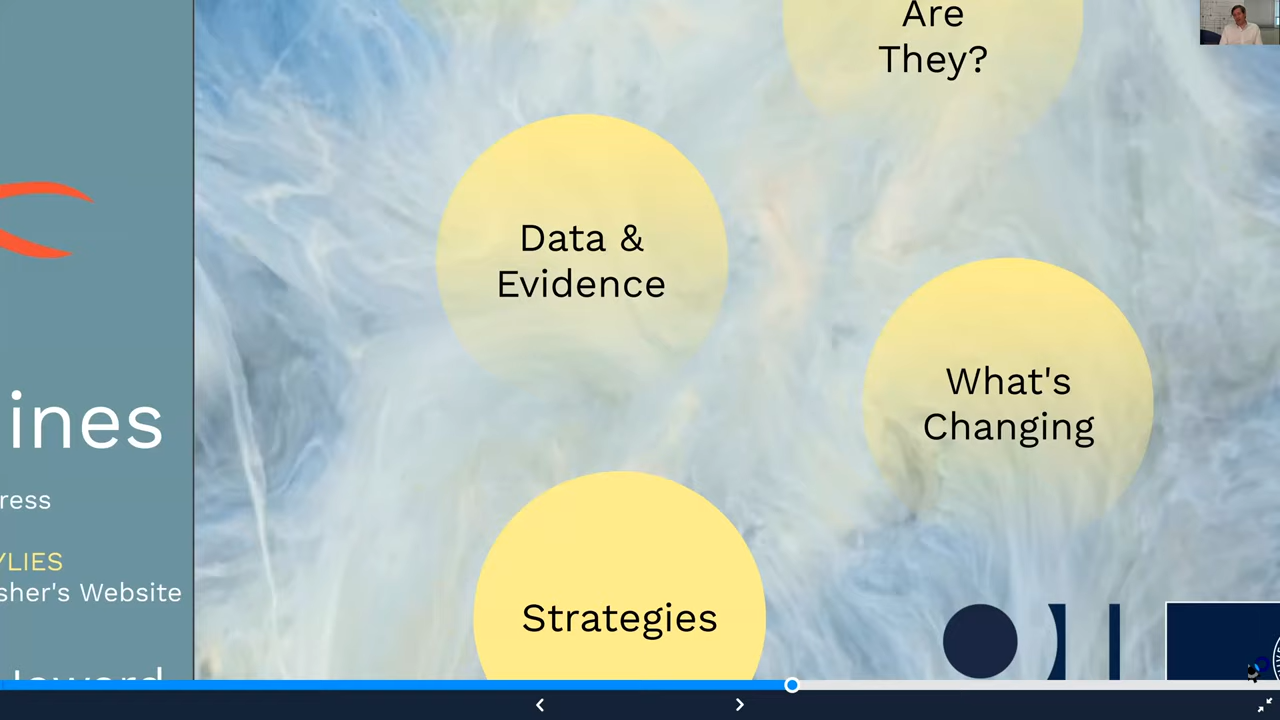 Are
They?
Data &
Evidence
What's
Changing
Strategies
ines
ress
YLIES
sher's Website